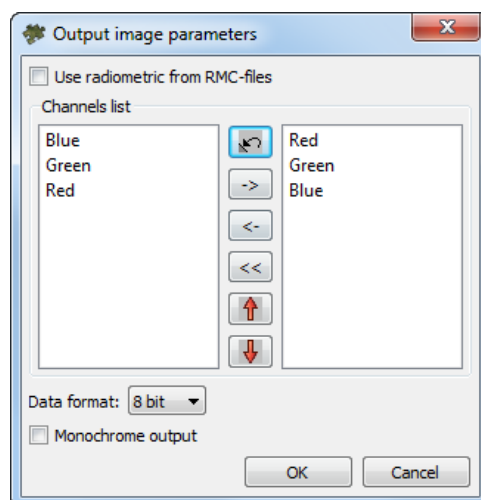 Output image parameters
Use radiometric from RMC-files
Channels list
Blue
Green
Red
->
<-
<<
Red
Green
Blue
Data format: 8 bit
Monochrome output
OK Cancel